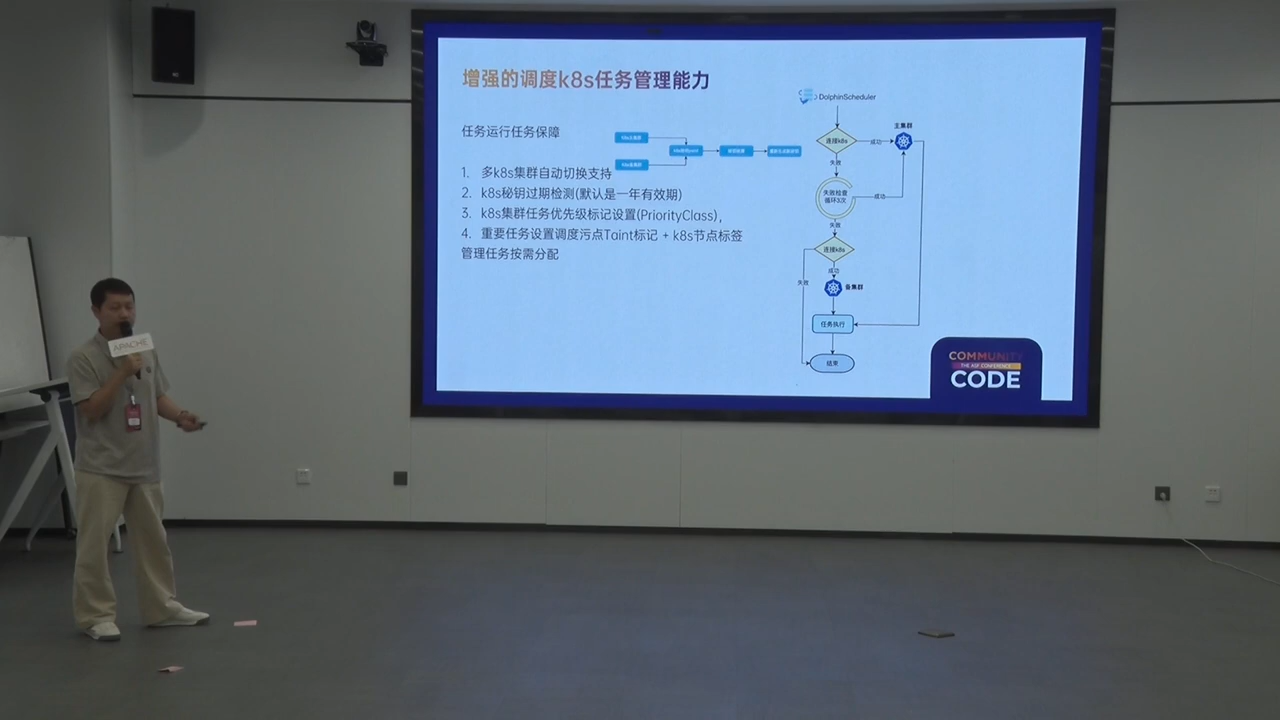 增强的调度k8s任务管理能力
任务运行任务保障
1. 多k8s集群自动切换支持
2. k8s秘钥过期检测(默认是一年有效期)
3. k8s集群任务优先级标记设置(PriorityClass),
4. 重要任务设置调度污点Taint标记 + k8s节点标签
管理任务按需分配
DolphinScheduler
连接k8s
成功
主集群
失败
失败检查
循环3次
成功
失败
连接k8s
成功
失败
备集群
任务执行
结束
COMMUNITY
THE ASF CONFERENCE
CODE
APACHE